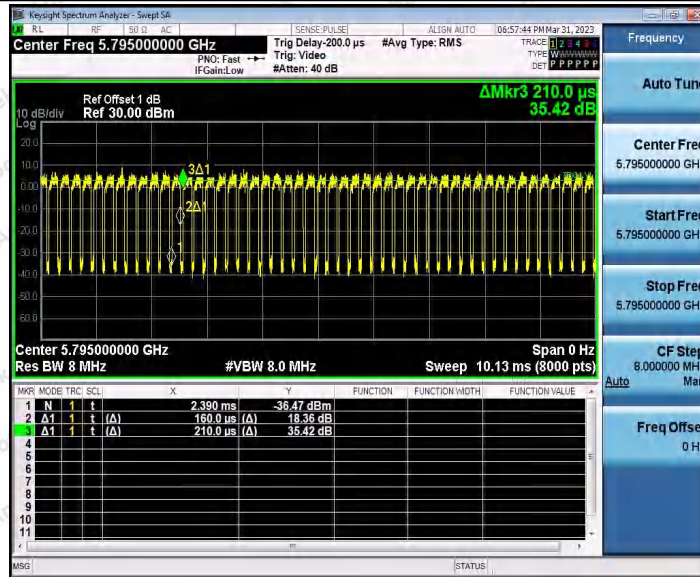 Keysight Spectrum Analyzer - Swept SA
RL RF 50 Ω AC SENSE:PULSE ALIGN AUTO 06:57:44 PM Mar 31, 2023
Center Freq 5.795000000 GHz
PNO: Fast
IFGain:Low
Trig Delay-200.0 µs
Trig: Video
#Atten: 40 dB
#Avg Type: RMS
TRACE 1 2 3 4 5 6
TYPE W
DET P P P P P P
ΔMkr3 210.0 µs
35.42 dB
Ref Offset 1 dB
10 dB/div Ref 30.00 dBm
Log
20.0
10.0
0.00
-10.0
-20.0
-30.0
-40.0
-50.0
-60.0
3Δ1
2Δ1
1
Center 5.795000000 GHz Span 0 Hz
Res BW 8 MHz #VBW 8.0 MHz Sweep 10.13 ms (8000 pts)
MKR MODE TRC SCL X Y FUNCTION FUNCTION WIDTH FUNCTION VALUE
1 N 1 t 2.390 ms -36.47 dBm
2 Δ1 1 t (Δ) 160.0 µs (Δ) 18.36 dB
3 Δ1 1 t (Δ) 210.0 µs (Δ) 35.42 dB
4
5
6
7
8
9
10
11
MSG STATUS
Frequency
Auto Tune
Center Freq
5.795000000 GH
Start Freq
5.795000000 GH
Stop Freq
5.795000000 GH
CF Step
8.000000 MH
Auto Man
Freq Offse
0 H